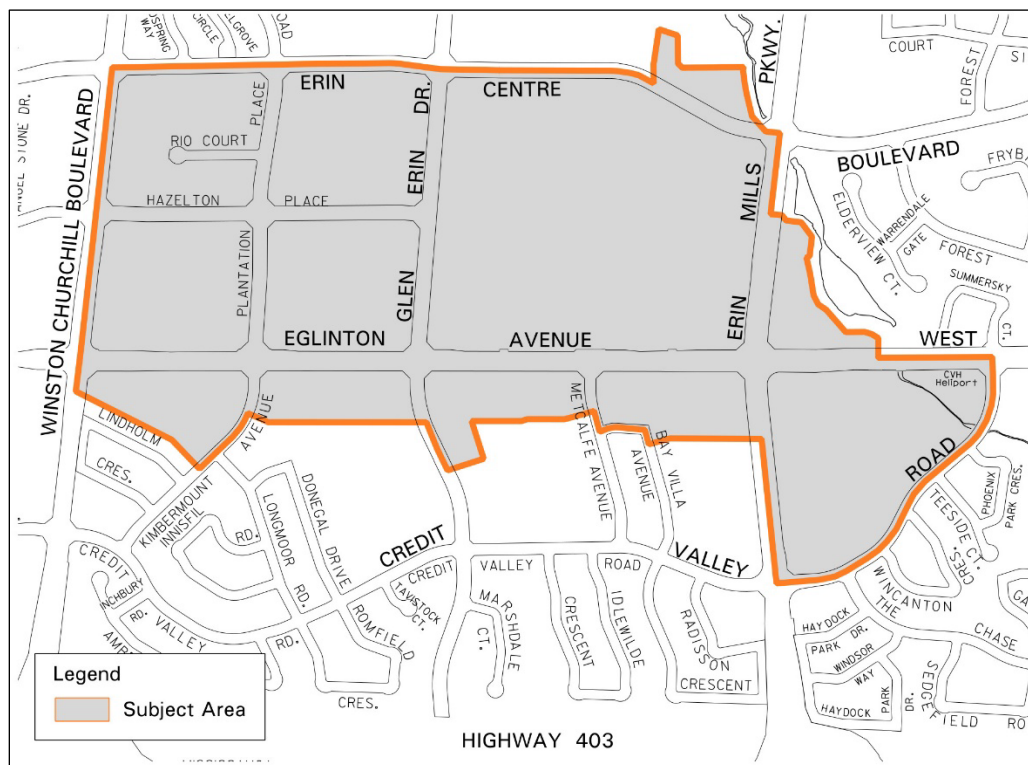 WAY
CIRCLE
ROAD
COURT
FOREST
PKWY.
ERIN
CENTRE
DR.
PLACE
RIO COURT
ERIN
BOULEVARD
HAZELTON
PLACE
MILLS
ELDERVIEW CT.
WARRENDALE
GATE
FOREST
SUMMERSKY
CT.
WINSTON CHURCHILL BOULEVARD
PLANTATION
GLEN
ERIN
EGLINTON
AVENUE
WEST
CVH
Heliport
LINDHOLM
CRES.
AVENUE
KIMBERMOUNT
INNISFIL
METCALFE AVENUE
AVENUE
BAY VILLA
ROAD
PHOENIX
PARK CRES.
TEESIDE CT.
CRES.
WINCANTON
THE
CHASE
DONEGAL DRIVE
LONGMOOR RD.
RD.
CREDIT
VALLEY
RD.
RD.
ROMFIELD
CRES.
TAVISTOCK
CT.
CREDIT
CREDIT
VALLEY
ROAD
VALLEY
MARSHDALE
CT.
CRESCENT
IDLEWILDE
RADISSON
CRESCENT
HAYDOCK
PARK DR.
WINDSOR
WAY
HAYDOCK
PARK
DR.
SEDGEFIELD
Legend
Subject Area
HIGHWAY 403